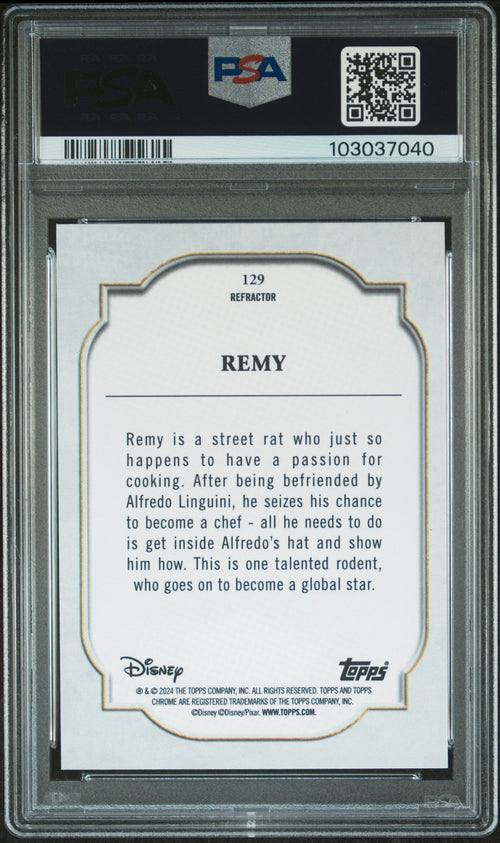 PSA
PSA
103037040
129
REFRACTOR
REMY
Remy is a street rat who just so
happens to have a passion for
cooking. After being befriended by
Alfredo Linguini, he seizes his chance
to become a chef - all he needs to do
is get inside Alfredo's hat and show
him how. This is one talented rodent,
who goes on to become a global star.
Disney topps®
® & © 2024 THE TOPPS COMPANY, INC. ALL RIGHTS RESERVED. TOPPS AND TOPPS
CHROME ARE REGISTERED TRADEMARKS OF THE TOPPS COMPANY, INC.
©Disney ©Disney/Pixar. WWW.TOPPS.COM.
PSA